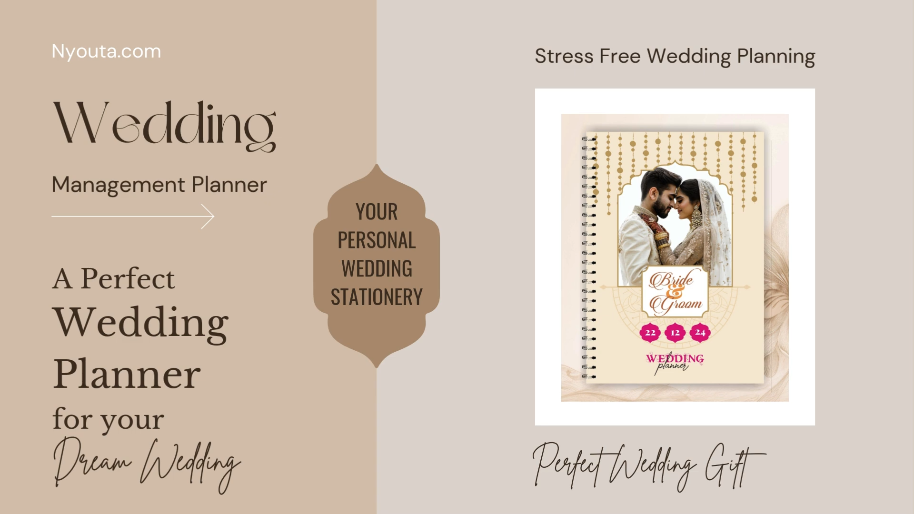 Nyouta.com
Wedding
Management Planner
A Perfect
Wedding
Planner
for your
Dream Wedding
YOUR
PERSONAL
WEDDING
STATIONERY
Stress Free Wedding Planning
Bride
&
Groom
22 12 24
WEDDING
planner
Perfect Wedding Gift